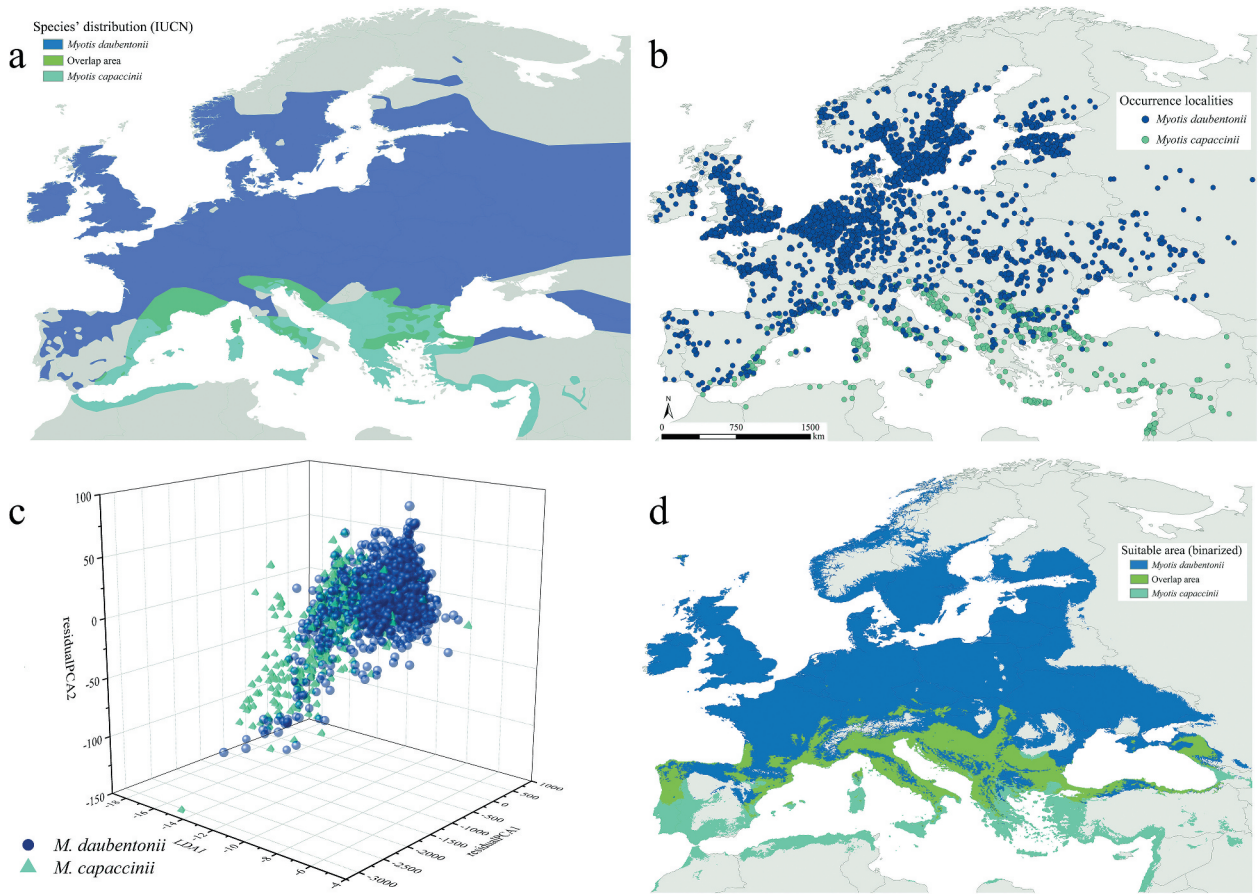 a
Species' distribution (IUCN)
Myotis daubentonii
Overlap area
Myotis capaccinii
b
Occurrence localities
Myotis daubentonii
Myotis capaccinii
N
0 750 1500
km
c
100
50
0
-50
-100
-150
residualPCA2
-18
-16
-14
-12
-10
-8
-6
-4
LDA1
-3000
-2500
-2000
-1500
-1000
-500
0
500
1000
residualPCA1
M. daubentonii
M. capaccinii
d
Suitable area (binarized)
Myotis daubentonii
Overlap area
Myotis capaccinii